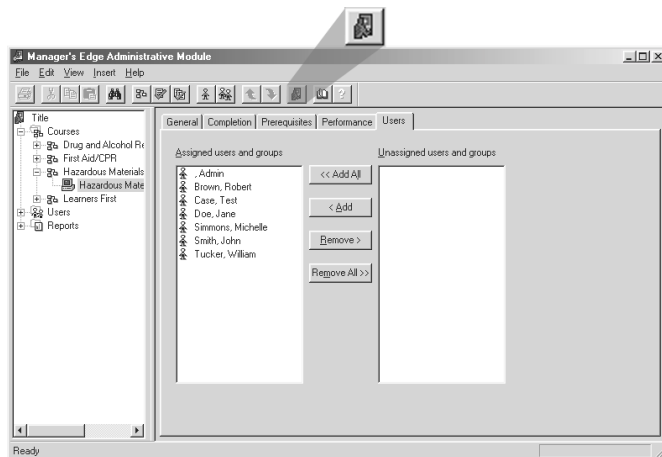 Manager's Edge Administrative Module
File Edit View Insert Help
Title
Courses
Drug and Alcohol Re
First Aid/CPR
Hazardous Materials
Hazardous Mate
Learners First
Users
Reports
General Completion Prerequisites Performance Users
Assigned users and groups
Unassigned users and groups
, Admin
Brown, Robert
Case, Test
Doe, Jane
Simmons, Michelle
Smith, John
Tucker, William
<< Add All
< Add
Remove >
Remove All >>
Ready